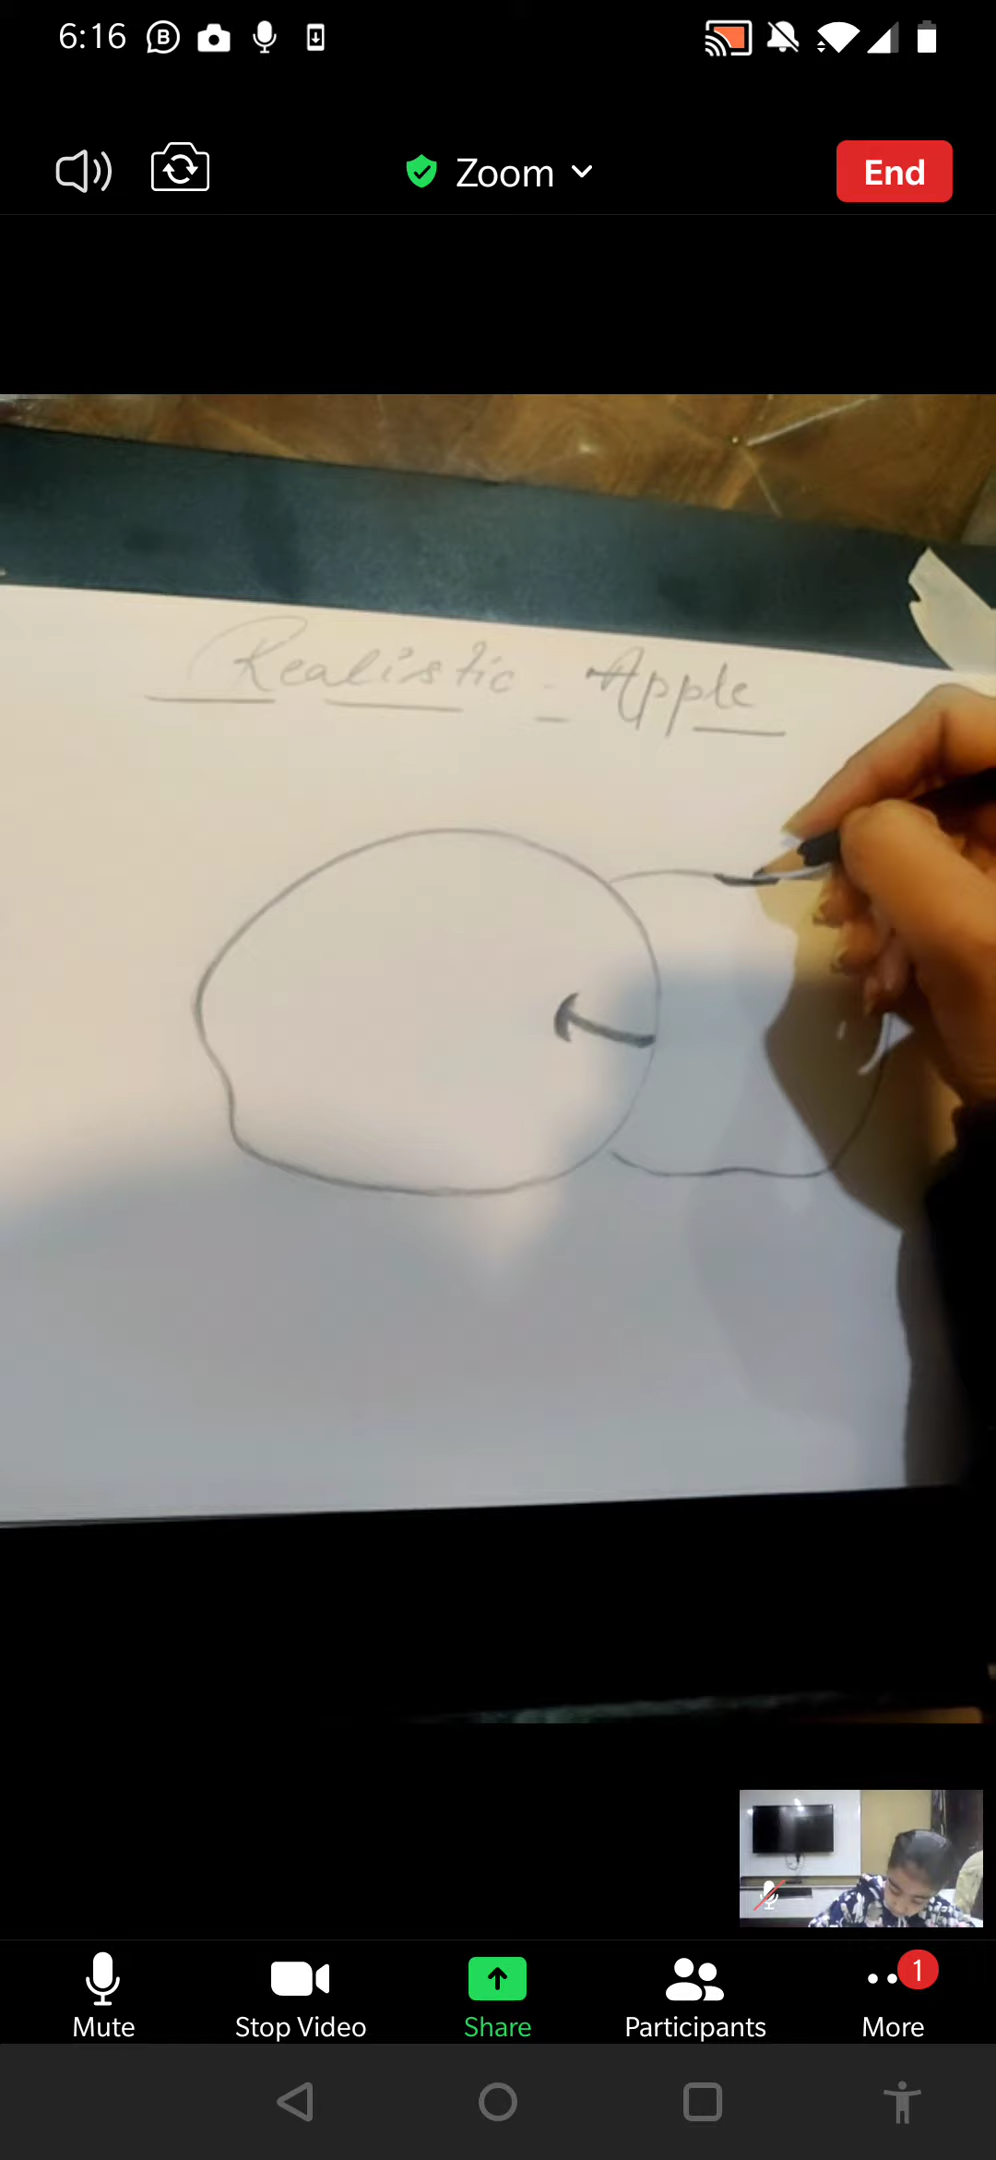 6:16
Zoom
End
Realistic - Apple
Mute
Stop Video
Share
Participants
More
1